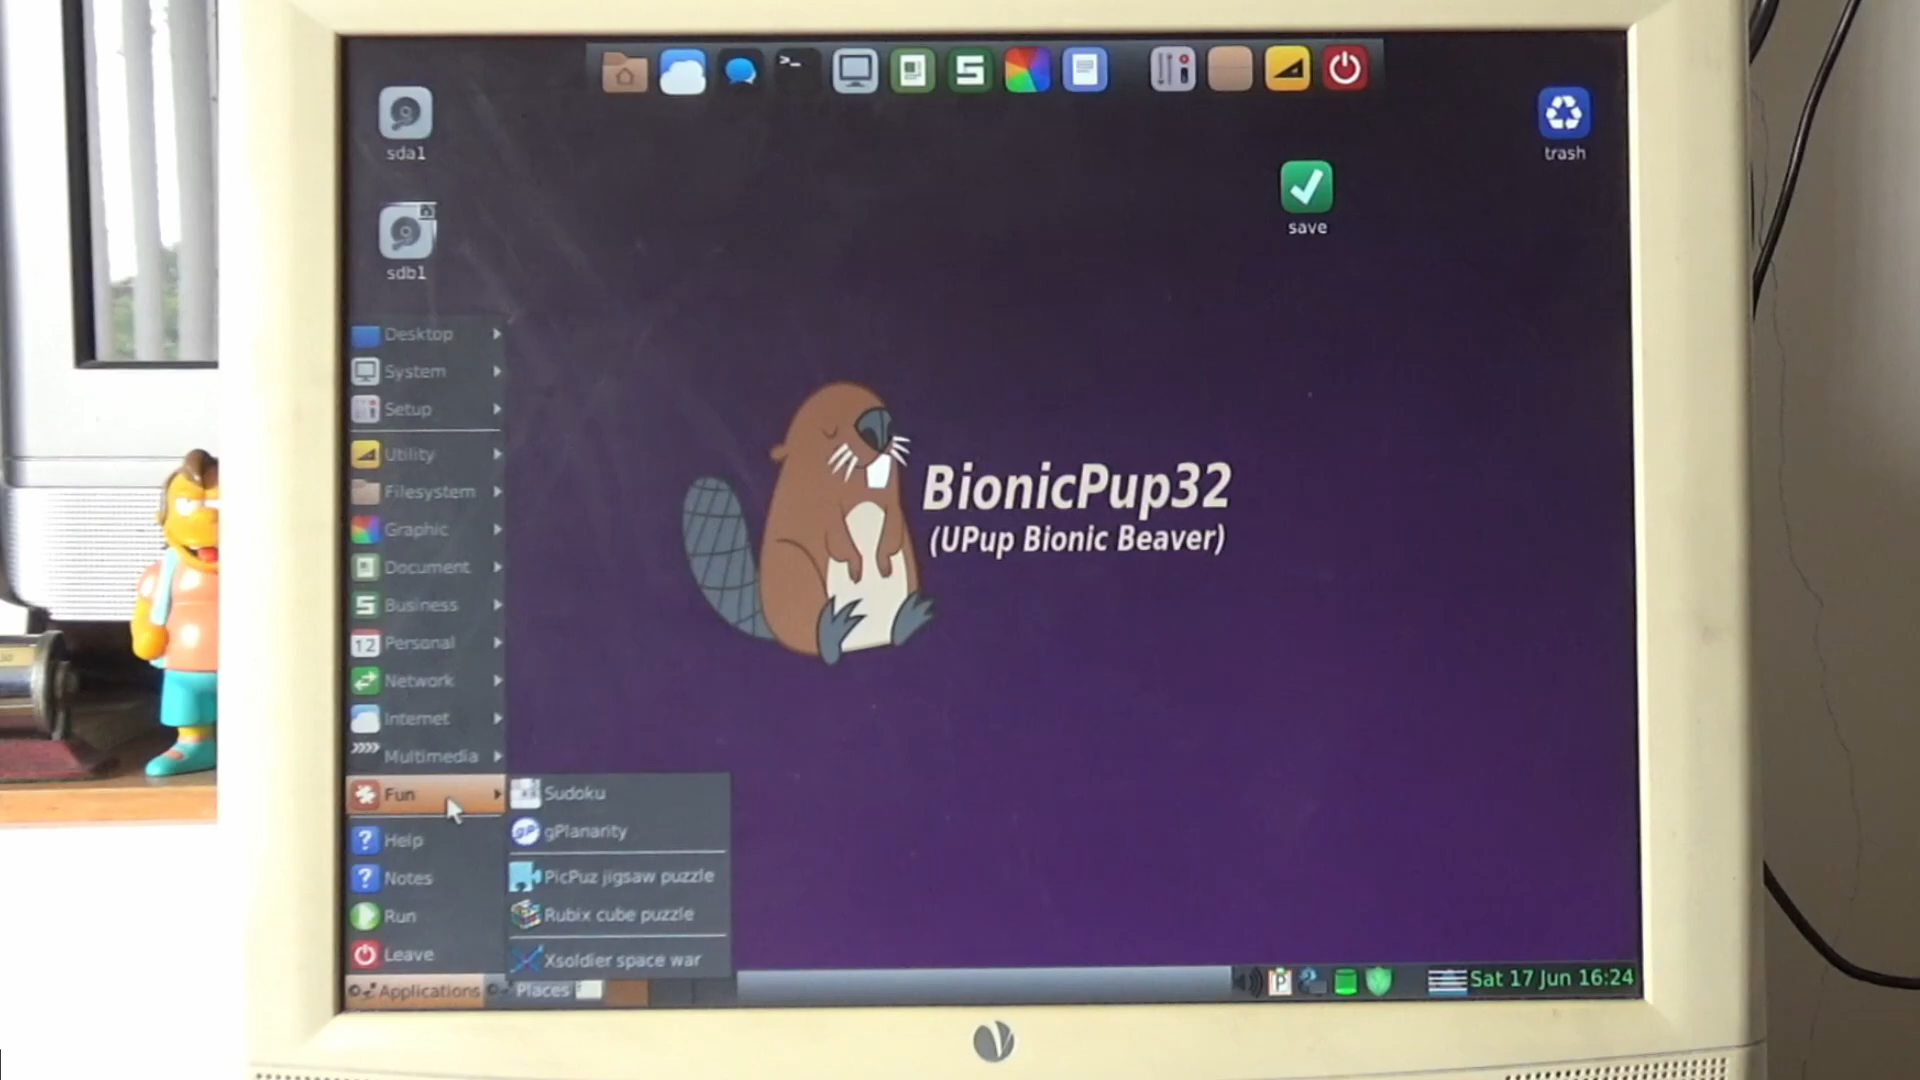 >_
sda1
trash
save
sdb1
Desktop
System
Setup
Utility
Filesystem
Graphic
Document
Business
12 Personal
Network
Internet
Multimedia
Fun
? Help
? Notes
Run
Leave
Sudoku
gP gPlanarity
PicPuz jigsaw puzzle
Rubix cube puzzle
Xsoldier space war
BionicPup32
(UPup Bionic Beaver)
Applications
Places
P
Sat 17 Jun 16:24